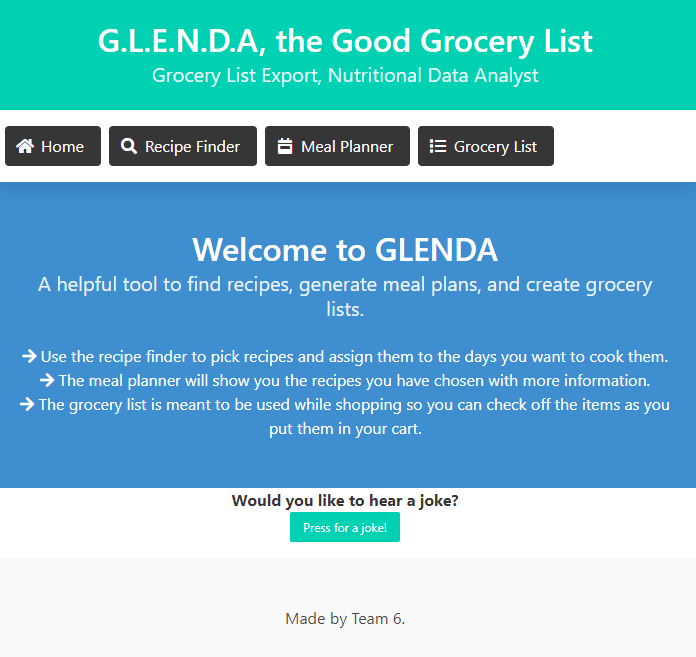 G.L.E.N.D.A, the Good Grocery List
Grocery List Export, Nutritional Data Analyst
Home
Recipe Finder
Meal Planner
Grocery List
Welcome to GLENDA
A helpful tool to find recipes, generate meal plans, and create grocery
lists.
Use the recipe finder to pick recipes and assign them to the days you want to cook them.
The meal planner will show you the recipes you have chosen with more information.
The grocery list is meant to be used while shopping so you can check off the items as you
put them in your cart.
Would you like to hear a joke?
Press for a joke!
Made by Team 6.